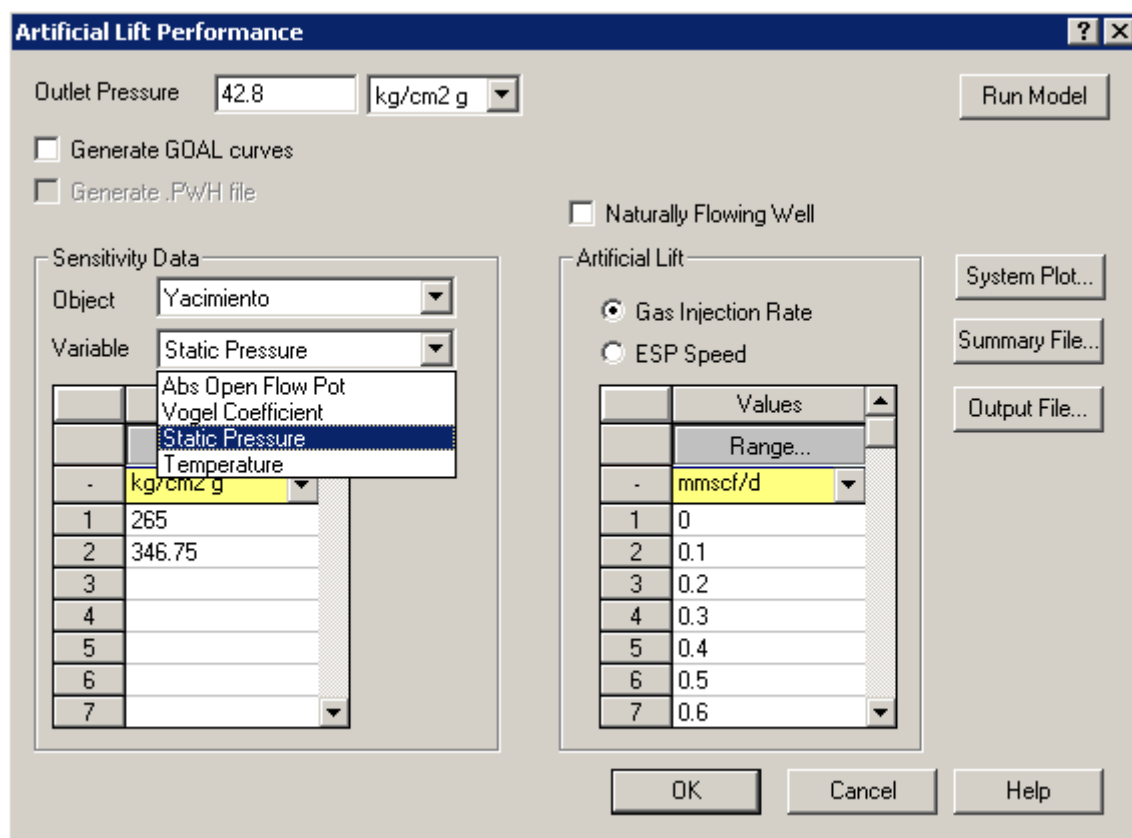 Artificial Lift Performance
Outlet Pressure 42.8 kg/cm2 g Run Model
Generate GOAL curves
Generate .PWH file
Naturally Flowing Well
Sensitivity Data
Object Yacimiento
Variable Static Pressure
Abs Open Flow Pot
Vogel Coefficient
Static Pressure
Temperature
- kg/cm2 g
1 265
2 346.75
3
4
5
6
7
Artificial Lift
Gas Injection Rate
ESP Speed
Values
Range...
- mmscf/d
1 0
2 0.1
3 0.2
4 0.3
5 0.4
6 0.5
7 0.6
System Plot...
Summary File...
Output File...
OK Cancel Help